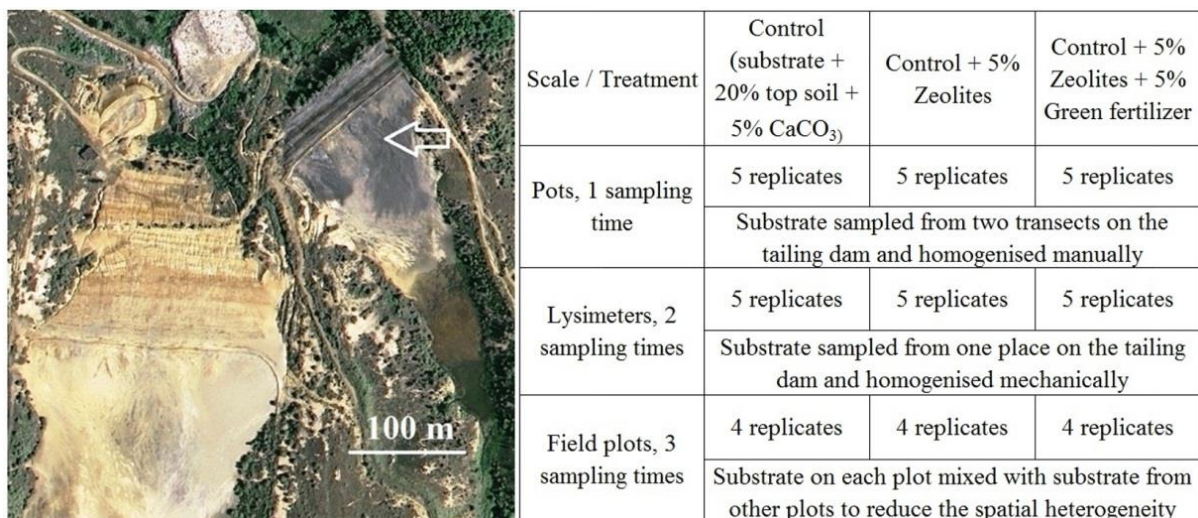 100 m
Scale / Treatment
Control
(substrate +
20% top soil +
5% CaCO₃)
Control + 5%
Zeolites
Control + 5%
Zeolites + 5%
Green fertilizer
Pots, 1 sampling
time
5 replicates
5 replicates
5 replicates
Substrate sampled from two transects on the
tailing dam and homogenised manually
Lysimeters, 2
sampling times
5 replicates
5 replicates
5 replicates
Substrate sampled from one place on the tailing
dam and homogenised mechanically
Field plots, 3
sampling times
4 replicates
4 replicates
4 replicates
Substrate on each plot mixed with substrate from
other plots to reduce the spatial heterogeneity